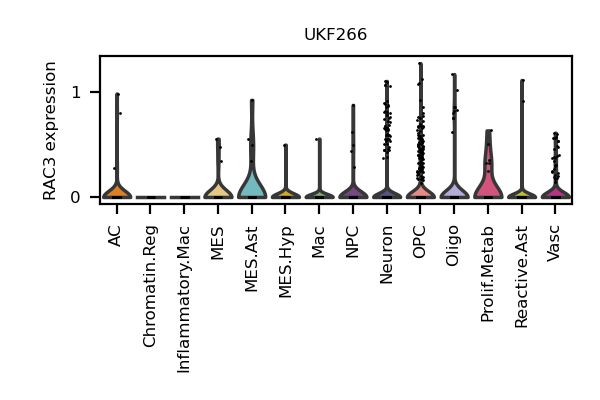 UKF266
RAC3 expression
1
0
AC
Chromatin.Reg
Inflammatory.Mac
MES
MES.Ast
MES.Hyp
Mac
NPC
Neuron
OPC
Oligo
Prolif.Metab
Reactive.Ast
Vasc